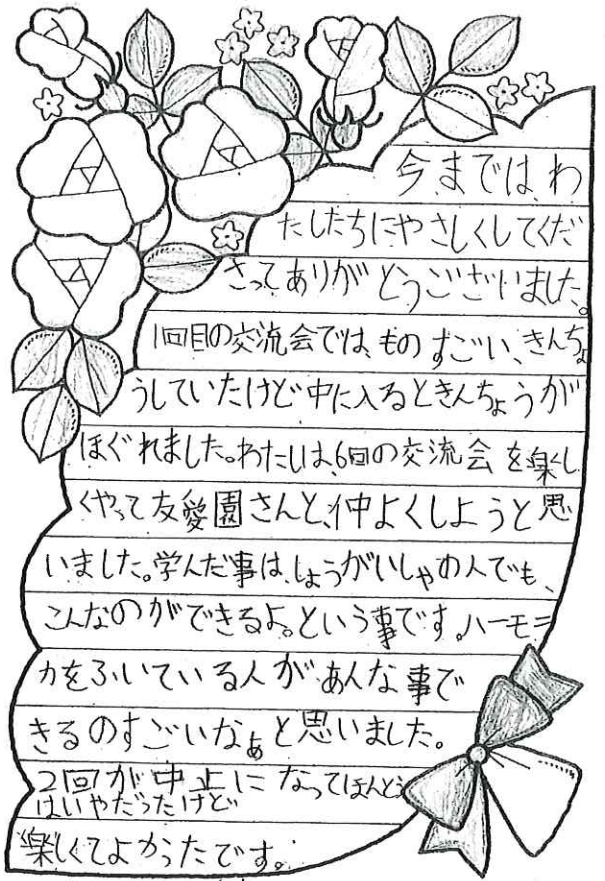 今までは、わ
たしたちにやさしくしてくだ
さってありがとうございました。
1回目の交流会では、ものすごい、きんちょ
うしていたけど中に入るときんちょうが
ほぐれました。わたしは、6回の交流会を楽し
くやって友愛園さんと、仲よくしようと思
いました。学んだ事は、しょうがいしゃの人でも、
こんなのができるよ。という事です。ハーモニ
カをふいている人があんな事で
きるのすごいなぁと思いました。
2回が中止になってほんとう
はいやだったけど
楽しくてよかったです。